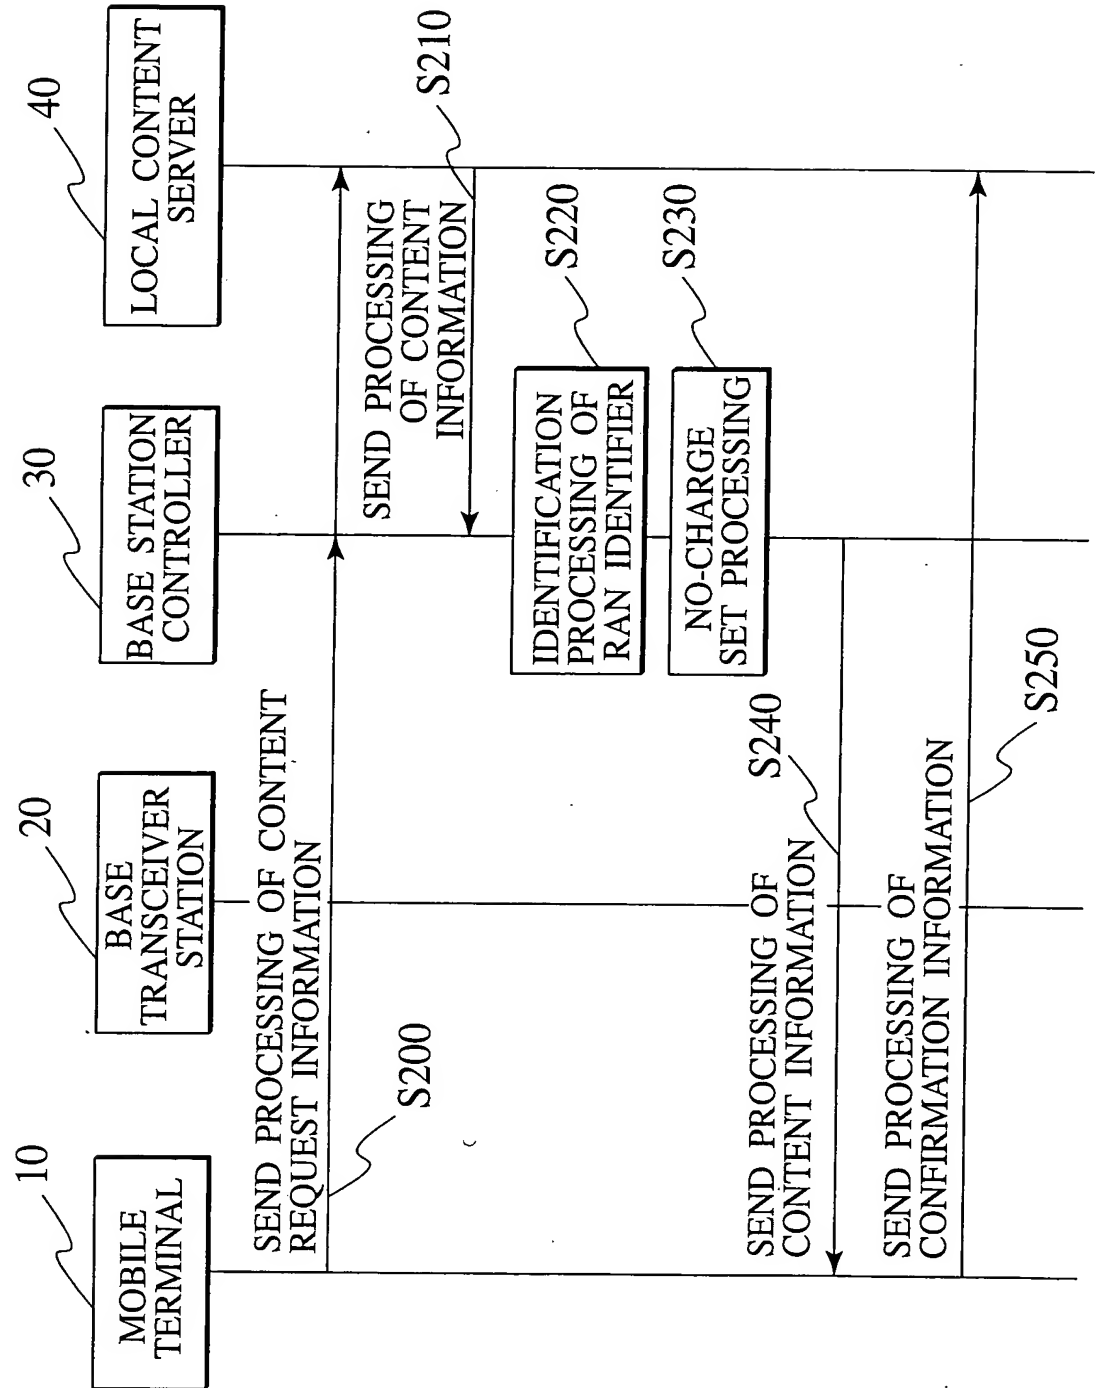 10
MOBILE
TERMINAL
20
BASE
TRANSCEIVER
STATION
30
BASE STATION
CONTROLLER
40
LOCAL CONTENT
SERVER
SEND PROCESSING OF CONTENT
REQUEST INFORMATION
S200
SEND PROCESSING
OF CONTENT
INFORMATION
S210
IDENTIFICATION
PROCESSING OF
RAN IDENTIFIER
S220
NO-CHARGE
SET PROCESSING
S230
SEND PROCESSING OF
CONTENT INFORMATION
S240
SEND PROCESSING OF
CONFIRMATION INFORMATION
S250